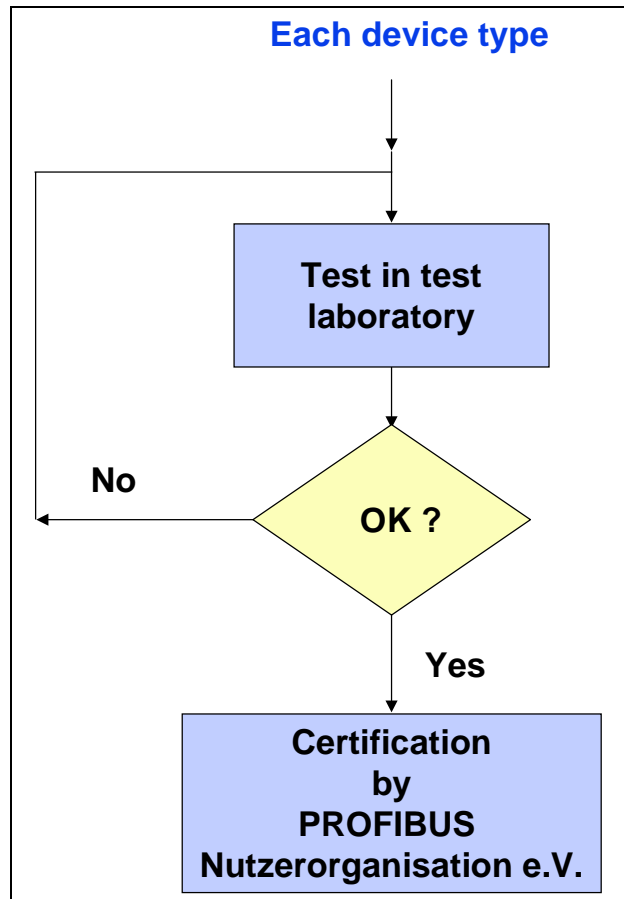 Each device type
Test in test
laboratory
No
OK ?
Yes
Certification
by
PROFIBUS
Nutzerorganisation e.V.